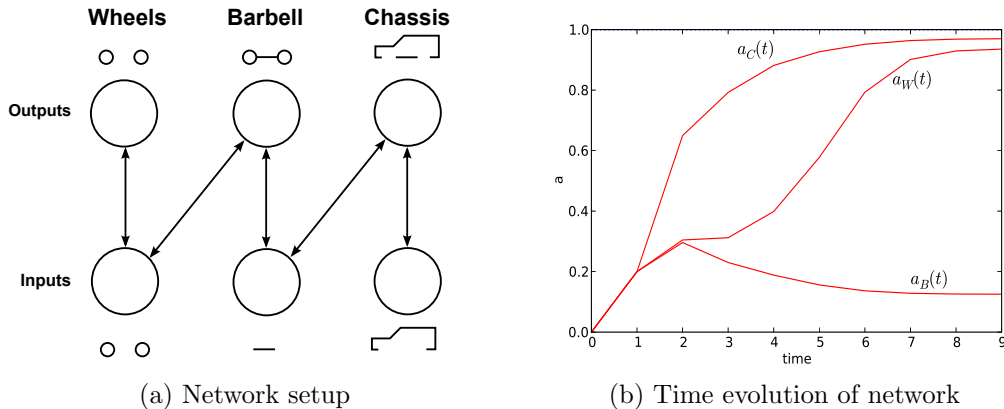 Wheels Barbell Chassis
Outputs
Inputs
(a) Network setup
1.0
0.8
0.6
0.4
0.2
0.0
a
a_C(t)
a_W(t)
a_B(t)
0 1 2 3 4 5 6 7 8 9
time
(b) Time evolution of network